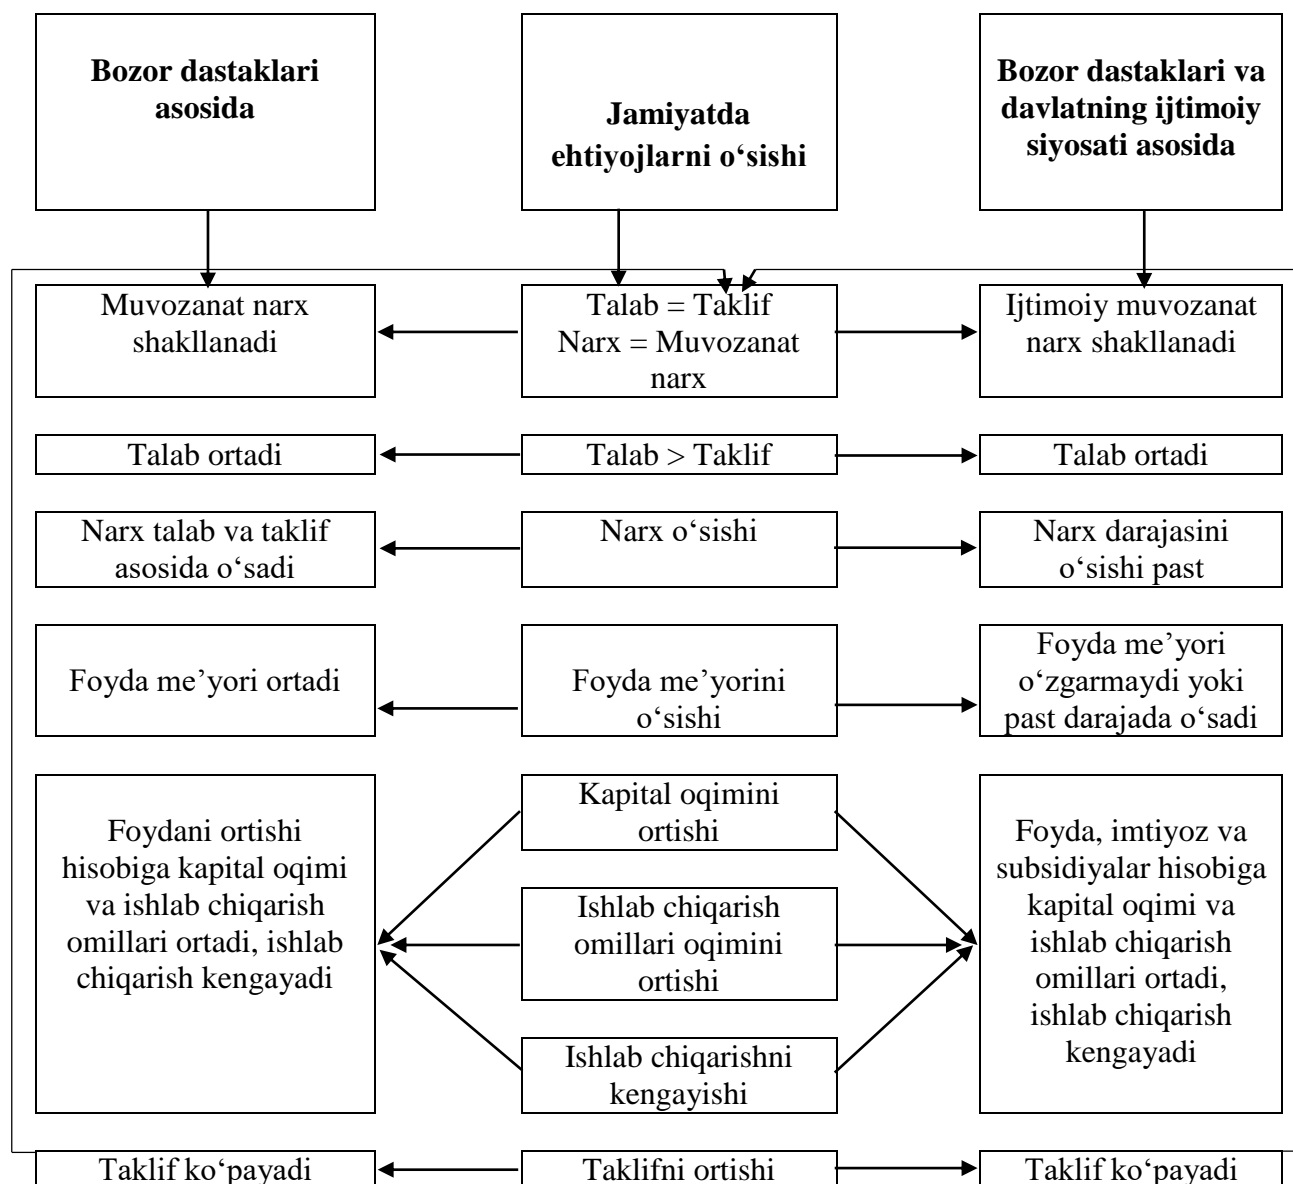 Bozor dastaklari
asosida
Jamiyatda
ehtiyojlarni o‘sishi
Bozor dastaklari va
davlatning ijtimoiy
siyosati asosida
Muvozanat narx
shakllanadi
Talab = Taklif
Narx = Muvozanat
narx
Ijtimoiy muvozanat
narx shakllanadi
Talab ortadi
Talab > Taklif
Talab ortadi
Narx talab va taklif
asosida o‘sadi
Narx o‘sishi
Narx darajasini
o‘sishi past
Foyda me’yori ortadi
Foyda me’yorini
o‘sishi
Foyda me’yori
o‘zgarmaydi yoki
past darajada o‘sadi
Foydani ortishi
hisobiga kapital oqimi
va ishlab chiqarish
omillari ortadi, ishlab
chiqarish kengayadi
Kapital oqimini
ortishi
Ishlab chiqarish
omillari oqimini
ortishi
Ishlab chiqarishni
kengayishi
Foyda, imtiyoz va
subsidiyalar hisobiga
kapital oqimi va
ishlab chiqarish
omillari ortadi,
ishlab chiqarish
kengayadi
Taklif ko‘payadi
Taklifni ortishi
Taklif ko‘payadi